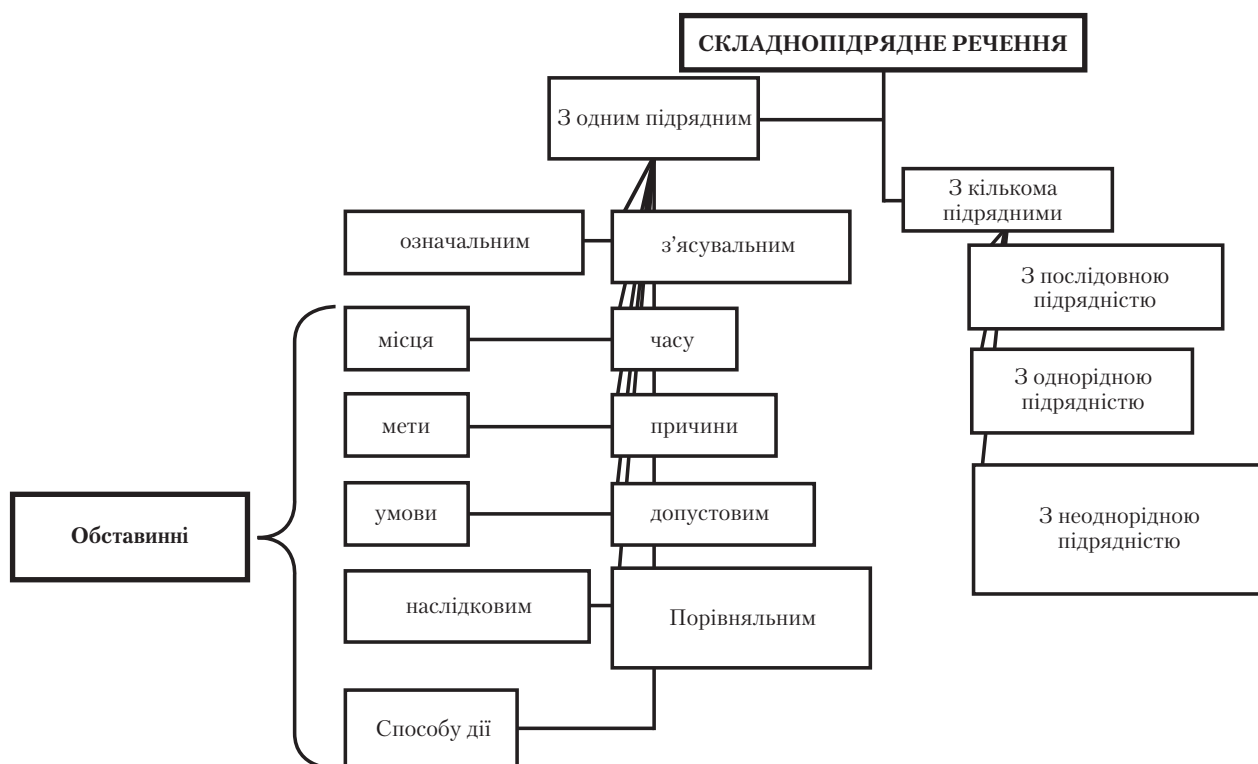 СКЛАДНОПІДРЯДНЕ РЕЧЕННЯ
З одним підрядним
З кількома
підрядними
означальним
з'ясувальним
З послідовною
підрядністю
місця
часу
З однорідною
підрядністю
мети
причини
Обставинні
умови
допустовим
З неоднорідною
підрядністю
наслідковим
Порівняльним
Способу дії